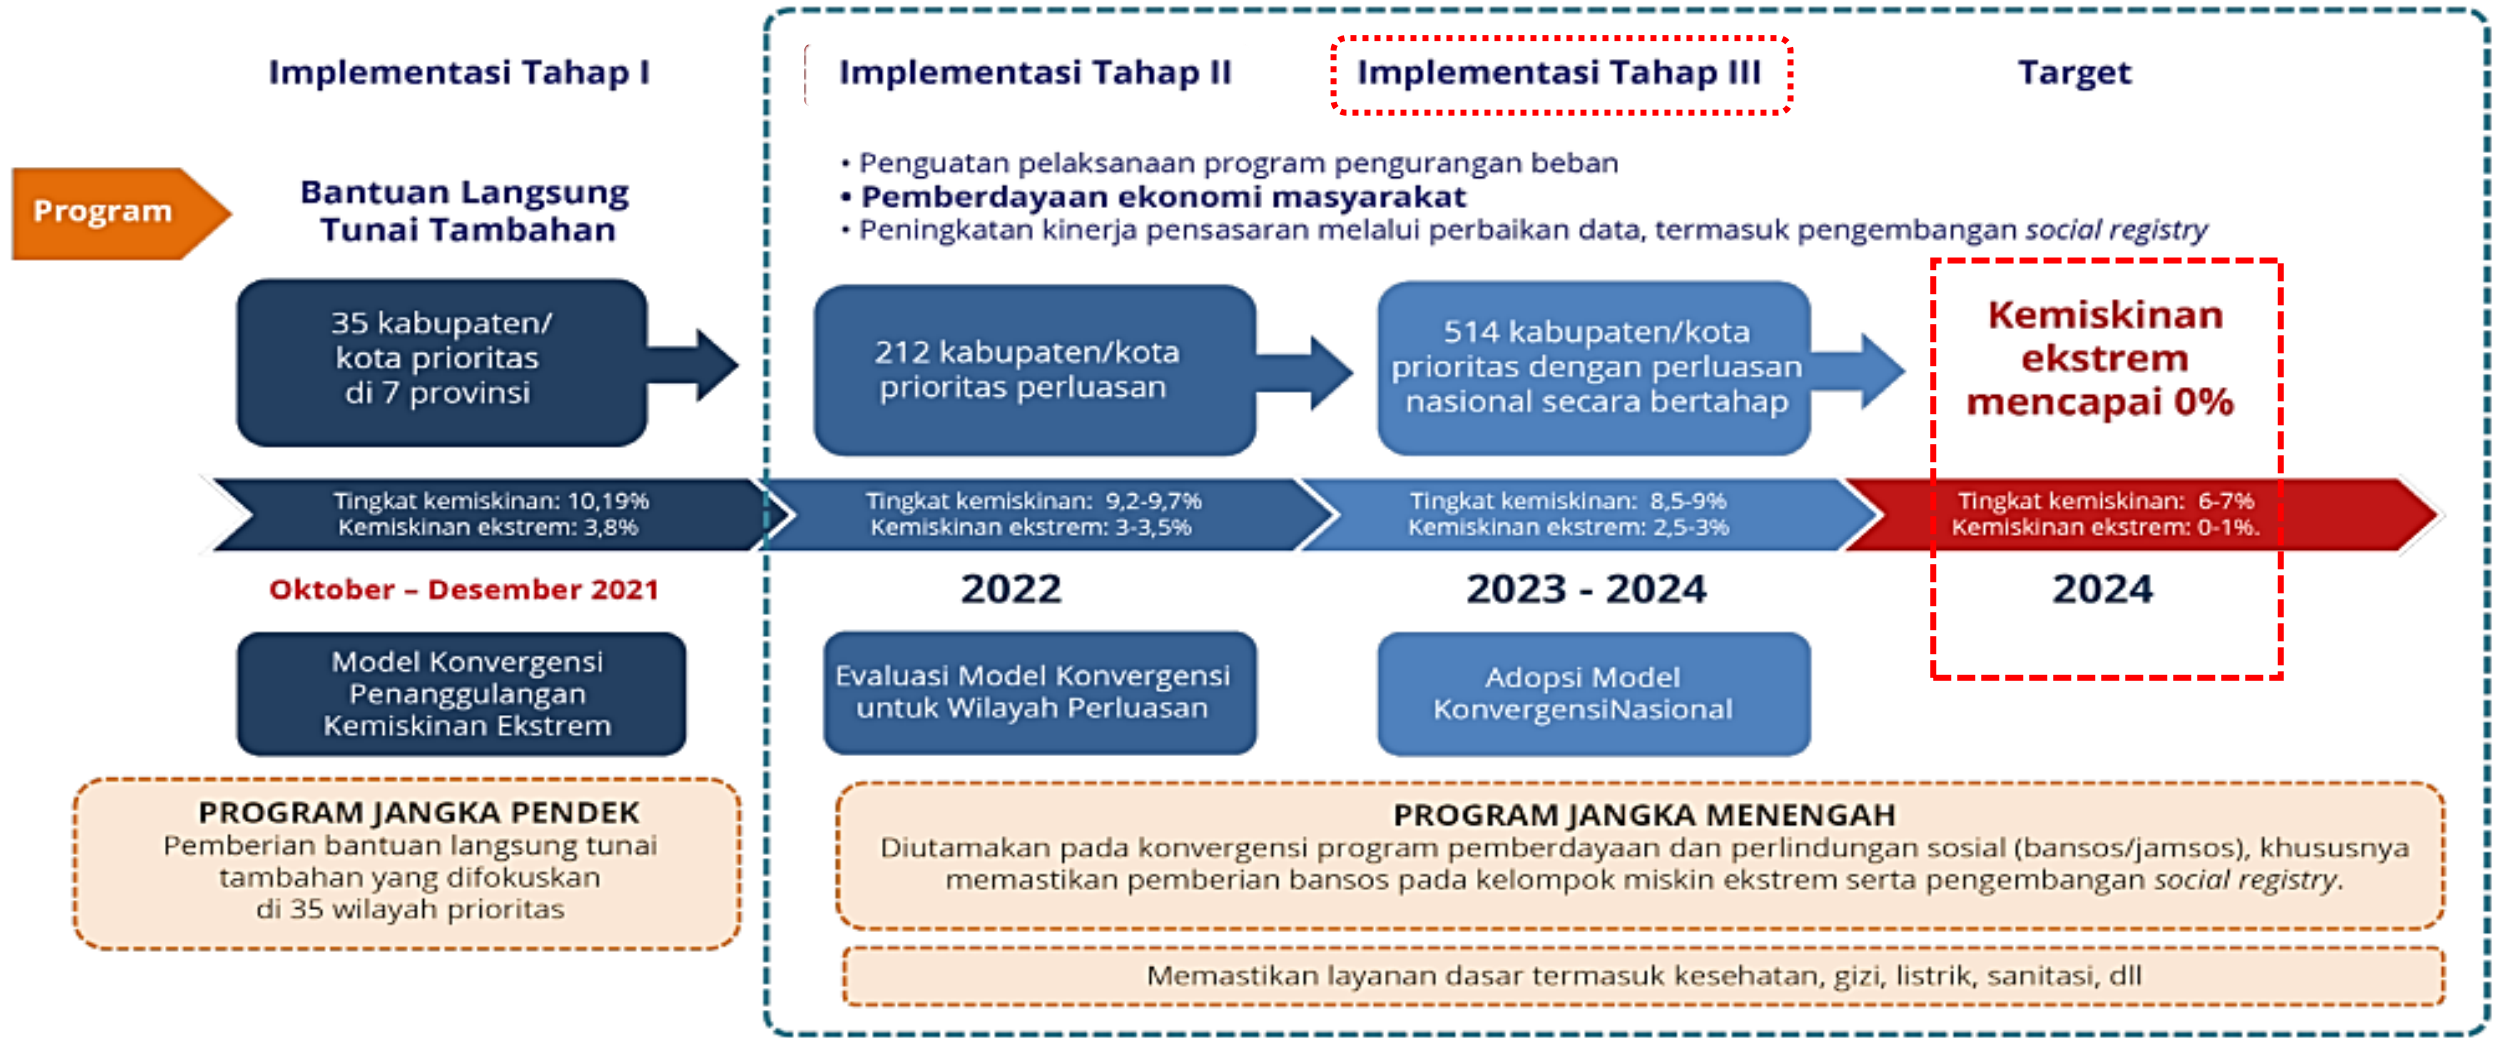 Implementasi Tahap I
Implementasi Tahap II
Implementasi Tahap III
Target
Program
Bantuan Langsung
Tunai Tambahan
• Penguatan pelaksanaan program pengurangan beban
• Pemberdayaan ekonomi masyarakat
• Peningkatan kinerja pensasaran melalui perbaikan data, termasuk pengembangan social registry
35 kabupaten/
kota prioritas
di 7 provinsi
212 kabupaten/kota
prioritas perluasan
514 kabupaten/kota
prioritas dengan perluasan
nasional secara bertahap
Kemiskinan
ekstrem
mencapai 0%
Tingkat kemiskinan: 10,19%
Kemiskinan ekstrem: 3,8%
Tingkat kemiskinan: 9,2-9,7%
Kemiskinan ekstrem: 3-3,5%
Tingkat kemiskinan: 8,5-9%
Kemiskinan ekstrem: 2,5-3%
Tingkat kemiskinan: 6-7%
Kemiskinan ekstrem: 0-1%.
Oktober – Desember 2021
2022
2023 - 2024
2024
Model Konvergensi
Penanggulangan
Kemiskinan Ekstrem
Evaluasi Model Konvergensi
untuk Wilayah Perluasan
Adopsi Model
KonvergensiNasional
PROGRAM JANGKA PENDEK
Pemberian bantuan langsung tunai
tambahan yang difokuskan
di 35 wilayah prioritas
PROGRAM JANGKA MENENGAH
Diutamakan pada konvergensi program pemberdayaan dan perlindungan sosial (bansos/jamsos), khususnya
memastikan pemberian bansos pada kelompok miskin ekstrem serta pengembangan social registry.
Memastikan layanan dasar termasuk kesehatan, gizi, listrik, sanitasi, dll